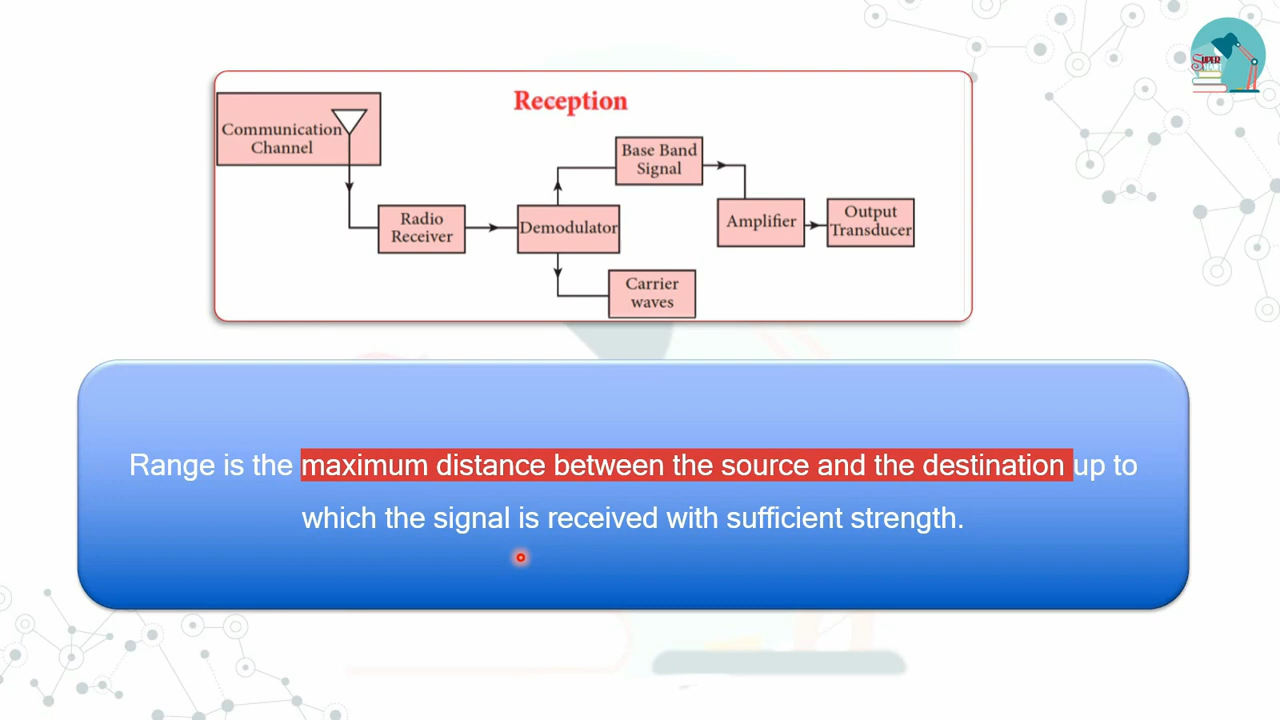 Reception
Communication
Channel
Radio
Receiver
Demodulator
Base Band
Signal
Carrier
waves
Amplifier
Output
Transducer
Range is the maximum distance between the source and the destination up to
which the signal is received with sufficient strength.